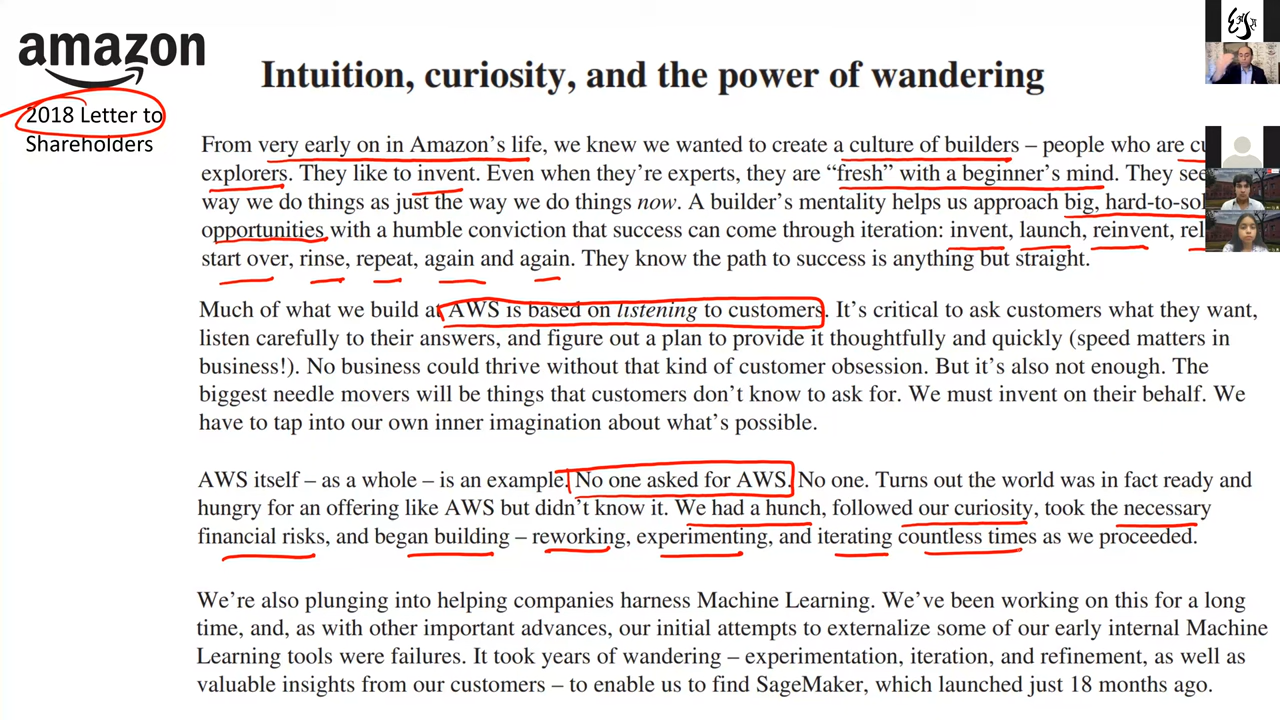 amazon
2018 Letter to
Shareholders
Intuition, curiosity, and the power of wandering
From very early on in Amazon's life, we knew we wanted to create a culture of builders – people who are
explorers. They like to invent. Even when they're experts, they are “fresh” with a beginner's mind. They
way we do things as just the way we do things now. A builder's mentality helps us approach big,
opportunities with a humble conviction that success can come through iteration: invent, launch, reinvent,
start over, rinse, repeat, again and again. They know the path to success is anything but straight.
Much of what we build at AWS is based on listening to customers. It's critical to ask customers what they want,
listen carefully to their answers, and figure out a plan to provide it thoughtfully and quickly (speed matters in
business!). No business could thrive without that kind of customer obsession. But it's also not enough. The
biggest needle movers will be things that customers don't know to ask for. We must invent on their behalf. We
have to tap into our own inner imagination about what's possible.
AWS itself – as a whole – is an example. No one asked for AWS. No one. Turns out the world was in fact ready and
hungry for an offering like AWS but didn't know it. We had a hunch, followed our curiosity, took the necessary
financial risks, and began building – reworking, experimenting, and iterating countless times as we proceeded.
We're also plunging into helping companies harness Machine Learning. We've been working on this for a long
time, and, as with other important advances, our initial attempts to externalize some of our early internal Machine
Learning tools were failures. It took years of wandering – experimentation, iteration, and refinement, as well as
valuable insights from our customers – to enable us to find SageMaker, which launched just 18 months ago.